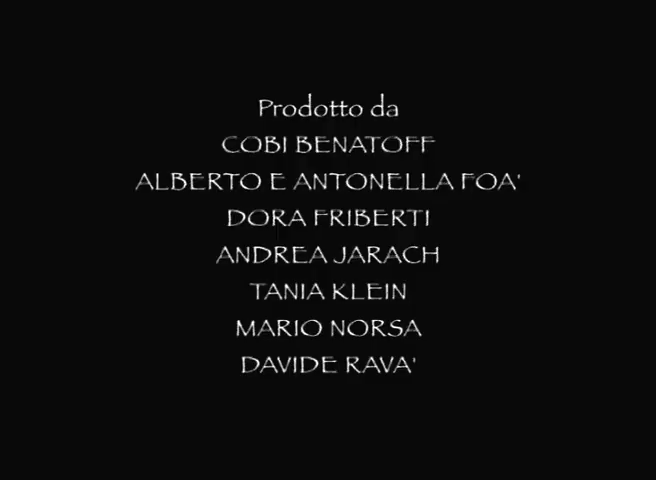 Prodotto da
COBI BENATOFF
ALBERTO E ANTONELLA FOA'
DORA FRIBERTI
ANDREA JARACH
TANIA KLEIN
MARIO NORSA
DAVIDE RAVA'